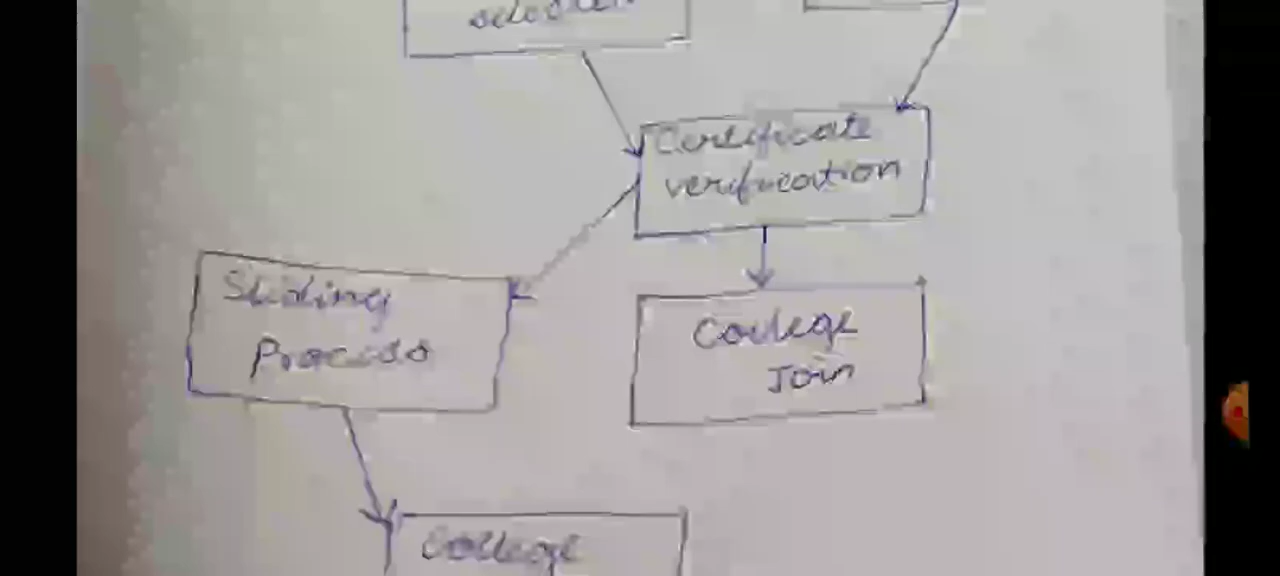 Certificate
verification
Sliding
Process
College
Join
College